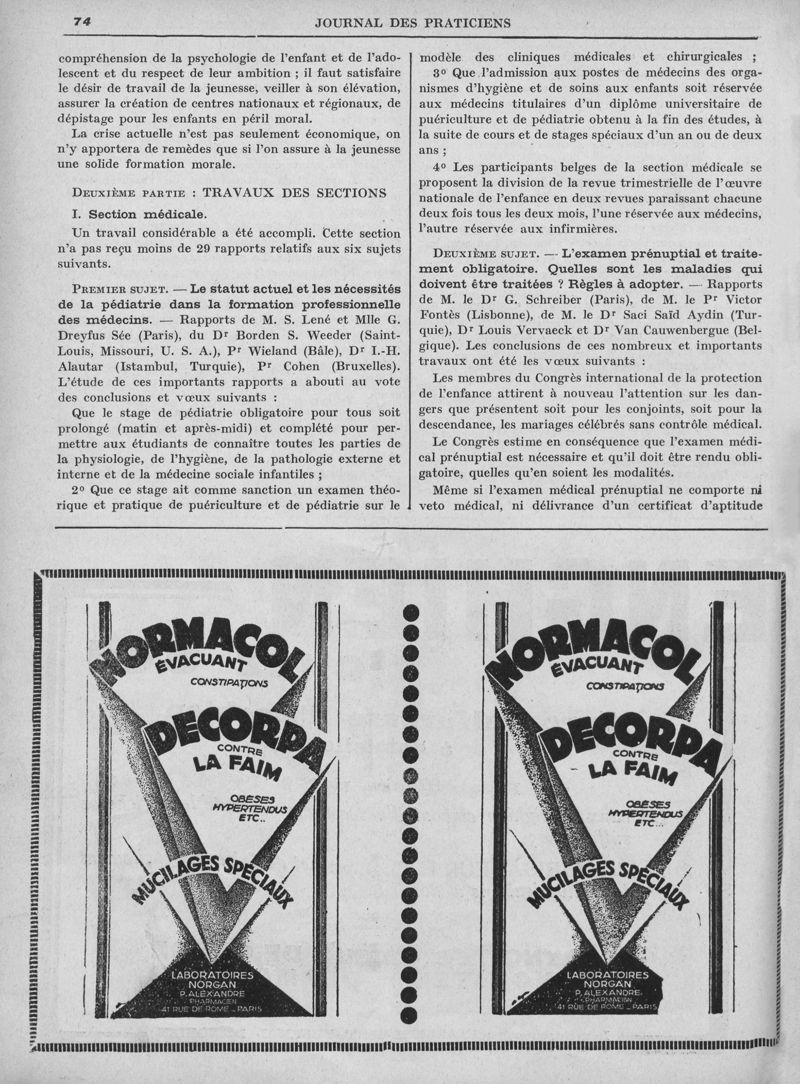 74
JOURNAL DES PRATICIENS
compréhension de la psychologie de l'enfant et de l'ado-
lescent et du respect de leur ambition ; il faut satisfaire
le désir de travail de la jeunesse, veiller à son élévation,
assurer la création de centres nationaux et régionaux, de
dépistage pour les enfants en péril moral.
La crise actuelle n'est pas seulement économique, on
n'y apportera de remèdes que si l'on assure à la jeunesse
une solide formation morale.
DEUXIÈME PARTIE : TRAVAUX DES SECTIONS
I. Section médicale.
Un travail considérable a été accompli. Cette section
n'a pas reçu moins de 29 rapports relatifs aux six sujets
suivants.
PREMIER SUJET. — Le statut actuel et les nécessités
de la pédiatrie dans la formation professionnelle
des médecins. — Rapports de M. S. Lené et Mlle G.
Dreyfus Sée (Paris), du Dr Borden S. Weeder (Saint-
Louis, Missouri, U. S. A.), Pr Wieland (Bâle), Dr I.-H.
Alautar (Istambul, Turquie), Pr Cohen (Bruxelles).
L'étude de ces importants rapports a abouti au vote
des conclusions et vœux suivants :
Que le stage de pédiatrie obligatoire pour tous soit
prolongé (matin et après-midi) et complété pour per-
mettre aux étudiants de connaître toutes les parties de
la physiologie, de l'hygiène, de la pathologie externe et
interne et de la médecine sociale infantiles ;
2º Que ce stage ait comme sanction un examen théo-
rique et pratique de puériculture et de pédiatrie sur le
modèle des cliniques médicales et chirurgicales ;
3º Que l'admission aux postes de médecins des orga-
nismes d'hygiène et de soins aux enfants soit réservée
aux médecins titulaires d'un diplôme universitaire de
puériculture et de pédiatrie obtenu à la fin des études, à
la suite de cours et de stages spéciaux d'un an ou de deux
ans ;
4º Les participants belges de la section médicale se
proposent la division de la revue trimestrielle de l'œuvre
nationale de l'enfance en deux revues paraissant chacune
deux fois tous les deux mois, l'une réservée aux médecins,
l'autre réservée aux infirmières.
DEUXIÈME SUJET. — L'examen prénuptial et traite-
ment obligatoire. Quelles sont les maladies qui
doivent être traitées ? Règles à adopter. — Rapports
de M. le Dr G. Schreiber (Paris), de M. le Pr Victor
Fontès (Lisbonne), de M. le Dr Saci Saïd Aydin (Tur-
quie), Dr Louis Vervaeck et Dr Van Cauwenbergue (Bel-
gique). Les conclusions de ces nombreux et importants
travaux ont été les vœux suivants :
Les membres du Congrès international de la protection
de l'enfance attirent à nouveau l'attention sur les dan-
gers que présentent soit pour les conjoints, soit pour la
descendance, les mariages célébrés sans contrôle médical.
Le Congrès estime en conséquence que l'examen médi-
cal prénuptial est nécessaire et qu'il doit être rendu obli-
gatoire, quelles qu'en soient les modalités.
Même si l'examen médical prénuptial ne comporte ni
veto médical, ni délivrance d'un certificat d'aptitude
NORMACOL
ÉVACUANT
CONSTIPATIONS
DECORPA
CONTRE
LA FAIM
OBÈSES
HYPERTENDUS
ETC..
MUCILAGES SPÉCIAUX
LABORATOIRES
NORGAN
P. ALEXANDRE
PHARMACIEN
41 RUE DE ROME _ PARIS
NORMACOL
ÉVACUANT
CONSTIPATIONS
DECORPA
CONTRE
LA FAIM
OBÈSES
HYPERTENDUS
ETC...
MUCILAGES SPÉCIAUX
LABORATOIRES
NORGAN
P. ALEXANDRE
PHARMACIEN
41 RUE DE ROME _ PARIS